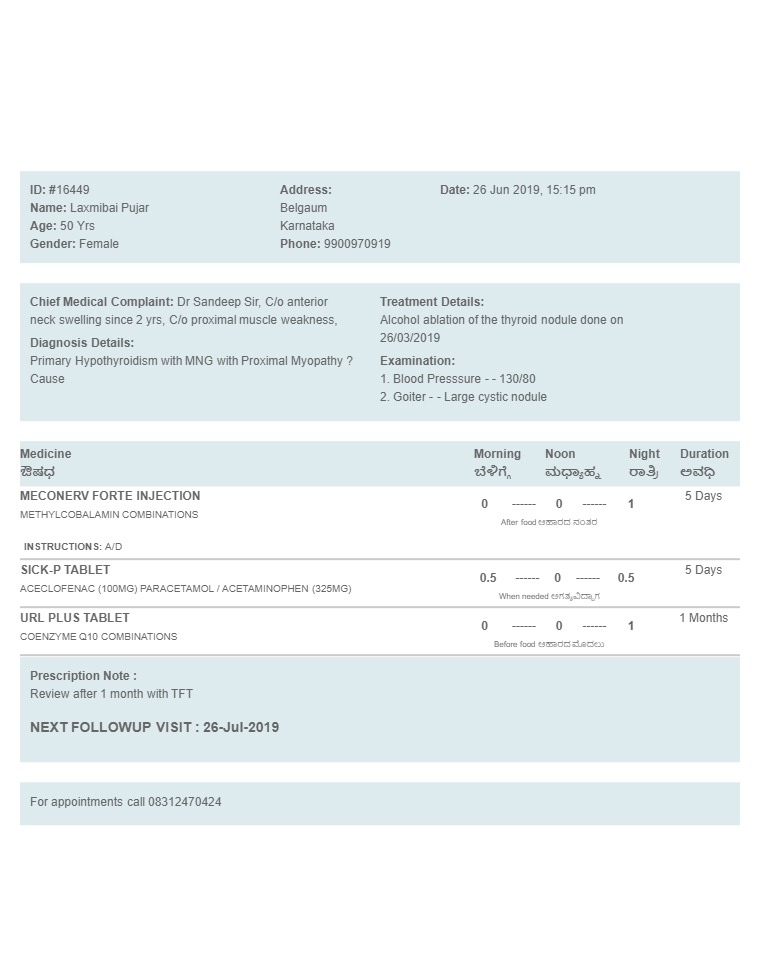 ID: #16449
Name: Laxmibai Pujar
Age: 50 Yrs
Gender: Female
Address:
Belgaum
Karnataka
Phone: 9900970919
Date: 26 Jun 2019, 15:15 pm
Chief Medical Complaint: Dr Sandeep Sir, C/o anterior
neck swelling since 2 yrs, C/o proximal muscle weakness,
Diagnosis Details:
Primary Hypothyroidism with MNG with Proximal Myopathy ?
Cause
Treatment Details:
Alcohol ablation of the thyroid nodule done on
26/03/2019
Examination:
1. Blood Presssure - - 130/80
2. Goiter - - Large cystic nodule
Medicine Morning Noon Night Duration
ಔಷಧ ಬೆಳಿಗ್ಗೆ ಮಧ್ಯಾಹ್ನ ರಾತ್ರಿ ಅವಧಿ
MECONERV FORTE INJECTION 0 ------ 0 ------ 1 5 Days
METHYLCOBALAMIN COMBINATIONS After food ಆಹಾರದ ನಂತರ
INSTRUCTIONS: A/D
SICK-P TABLET 0.5 ------ 0 ------ 0.5 5 Days
ACECLOFENAC (100MG) PARACETAMOL / ACETAMINOPHEN (325MG) When needed ಅಗತ್ಯವಿದ್ದಾಗ
URL PLUS TABLET 0 ------ 0 ------ 1 1 Months
COENZYME Q10 COMBINATIONS Before food ಆಹಾರದ ಮೊದಲು
Prescription Note :
Review after 1 month with TFT
NEXT FOLLOWUP VISIT : 26-Jul-2019
For appointments call 08312470424